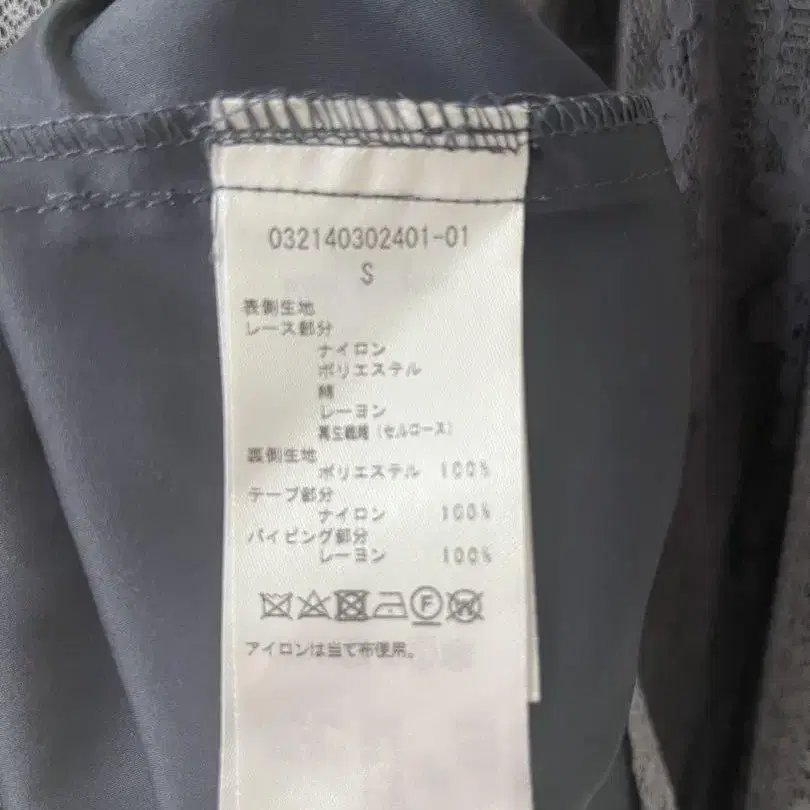 032140302401-01
S
表側生地
レース部分
ナイロン
ポリエステル
綿
レーヨン
再生繊維(セルロース)
裏側生地
ポリエステル 100%
テープ部分
ナイロン 100%
パイピング部分
レーヨン 100%
F
W
アイロンは当て布使用。